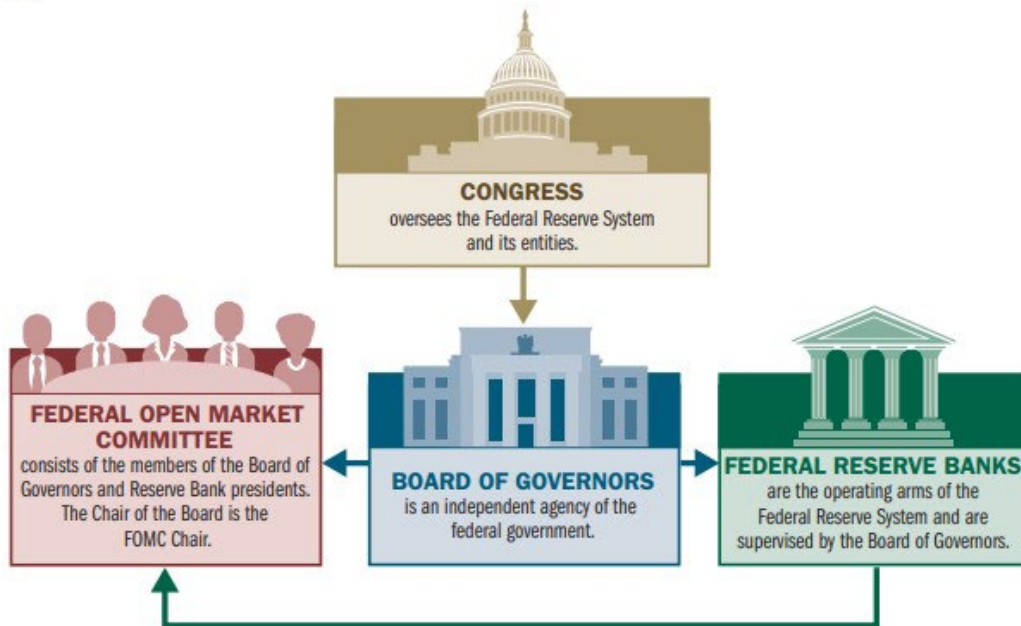 CONGRESS
oversees the Federal Reserve System
and its entities.
FEDERAL OPEN MARKET
COMMITTEE
consists of the members of the Board of
Governors and Reserve Bank presidents.
The Chair of the Board is the
FOMC Chair.
BOARD OF GOVERNORS
is an independent agency of the
federal government.
FEDERAL RESERVE BANKS
are the operating arms of the
Federal Reserve System and are
supervised by the Board of Governors.